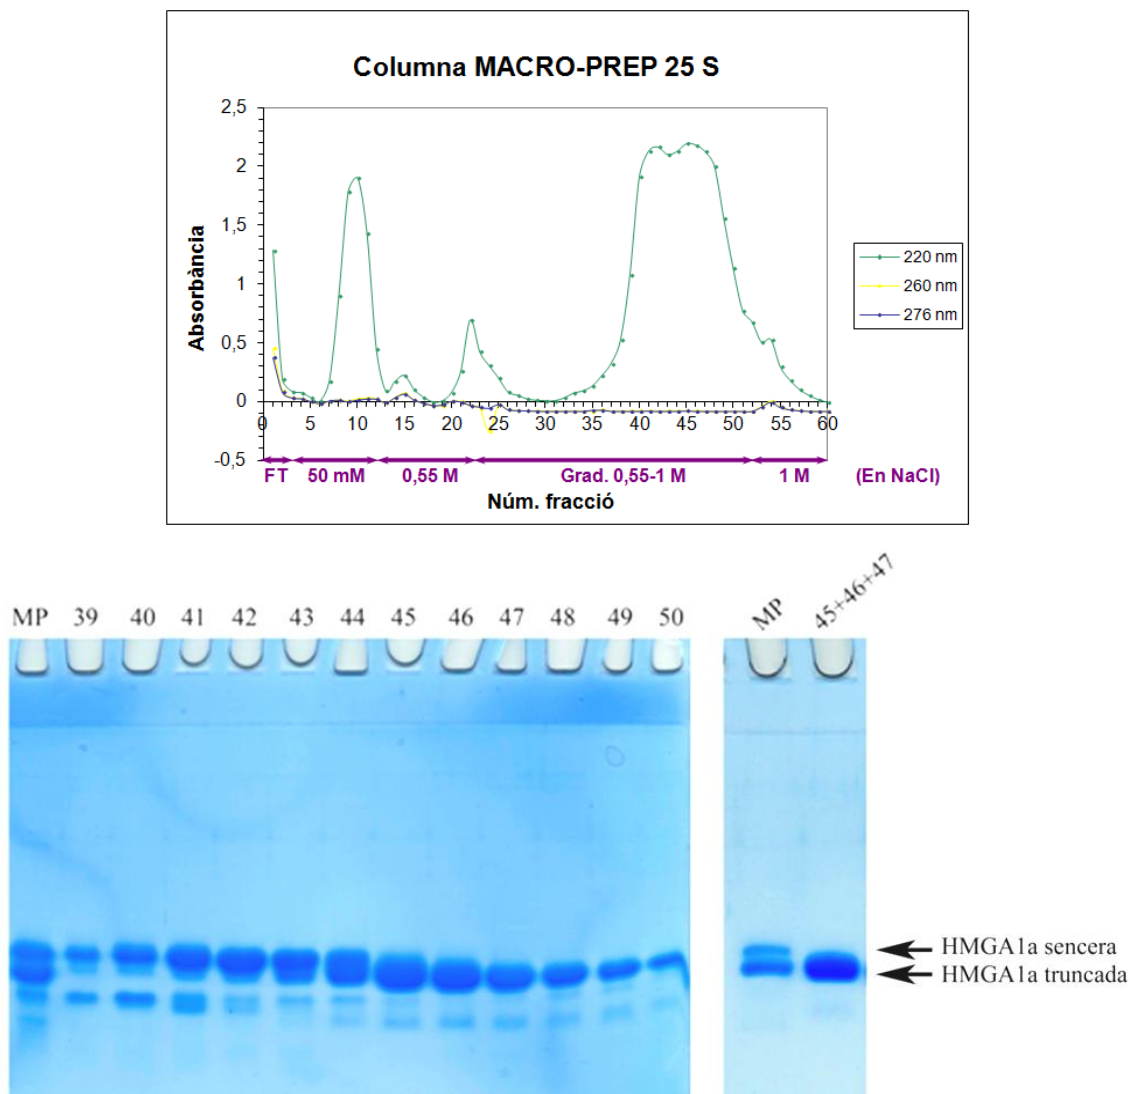 Columna MACRO-PREP 25 S
2,5
2
1,5
1
0,5
0
-0,5
Absorbància
0 5 10 15 20 25 30 35 40 45 50 55 60
FT 50 mM 0,55 M Grad. 0,55-1 M 1 M (En NaCl)
Núm. fracció
220 nm
260 nm
276 nm
MP 39 40 41 42 43 44 45 46 47 48 49 50
MP 45+46+47
HMGA1a sencera
HMGA1a truncada